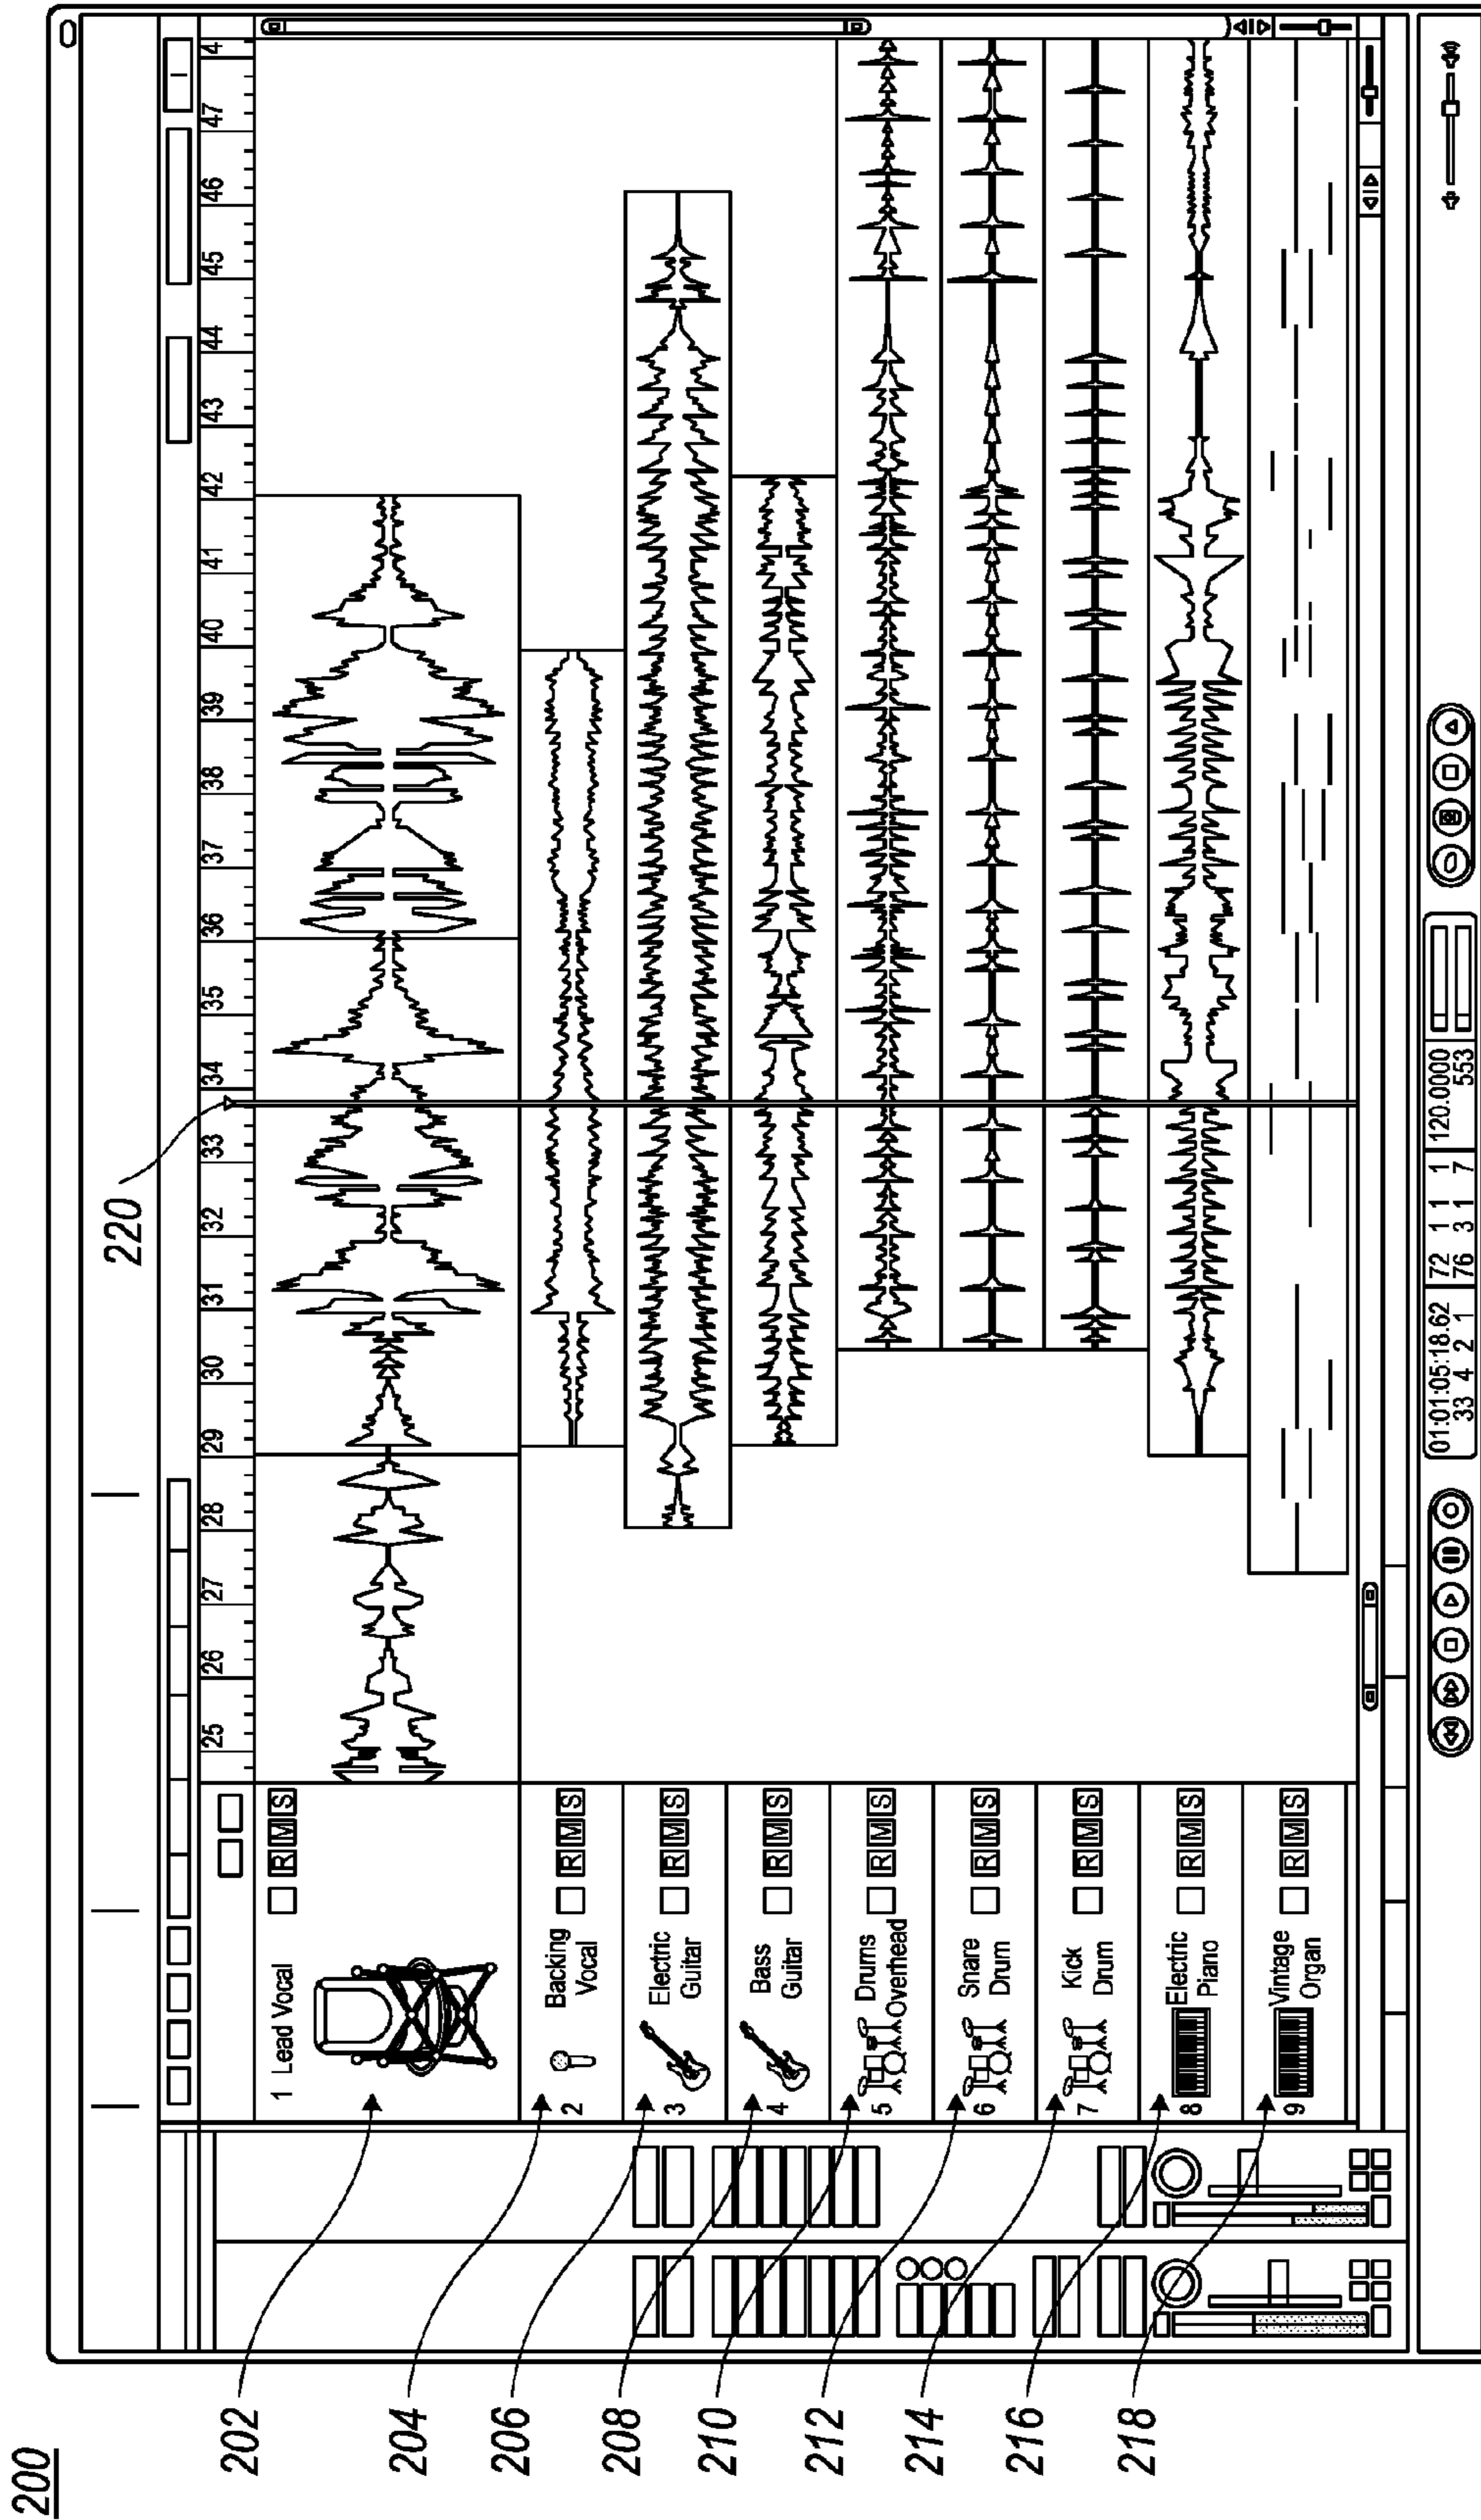 200
220
25 26 27 28 29 30 31 32 33 34 35 36 37 38 39 40 41 42 43 44 45 46 47 4
202
1 Lead Vocal
R M S
204
2
Backing
Vocal
R M S
206
3
Electric
Guitar
R M S
208
4
Bass
Guitar
R M S
210
5
Drums
Overhead
R M S
212
6
Snare
Drum
R M S
214
7
Kick
Drum
R M S
216
8
Electric
Piano
R M S
218
9
Vintage
Organ
R M S
01:01:05:18.62 72 1 1 1 120.0000
33 4 2 1 76 3 1 7 553